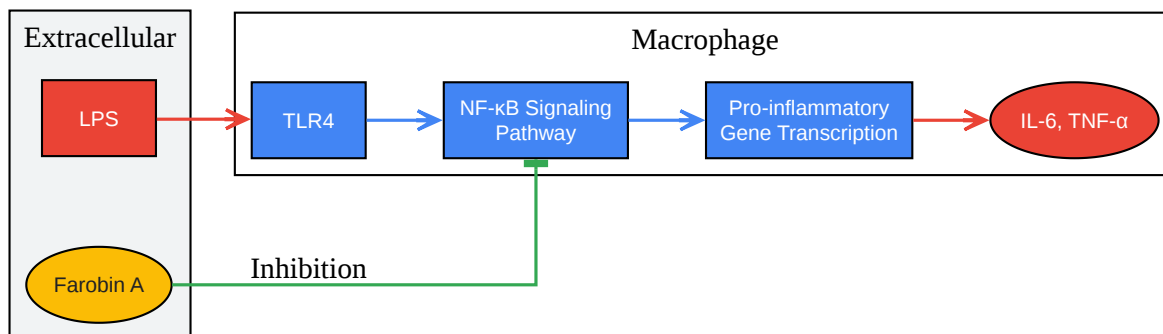 Extracellular
Macrophage
LPS
TLR4
NF-κB Signaling
Pathway
Pro-inflammatory
Gene Transcription
IL-6, TNF-α
Farobin A
Inhibition